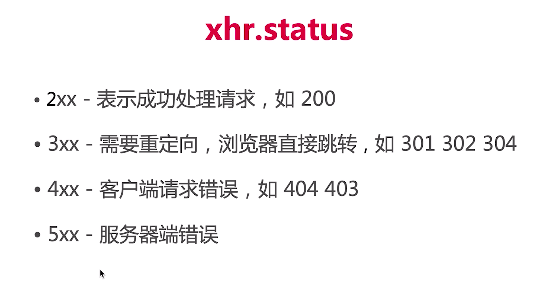 xhr.status
• 2xx - 表示成功处理请求，如 200
• 3xx - 需要重定向，浏览器直接跳转，如 301 302 304
• 4xx - 客户端请求错误，如 404 403
• 5xx - 服务器端错误